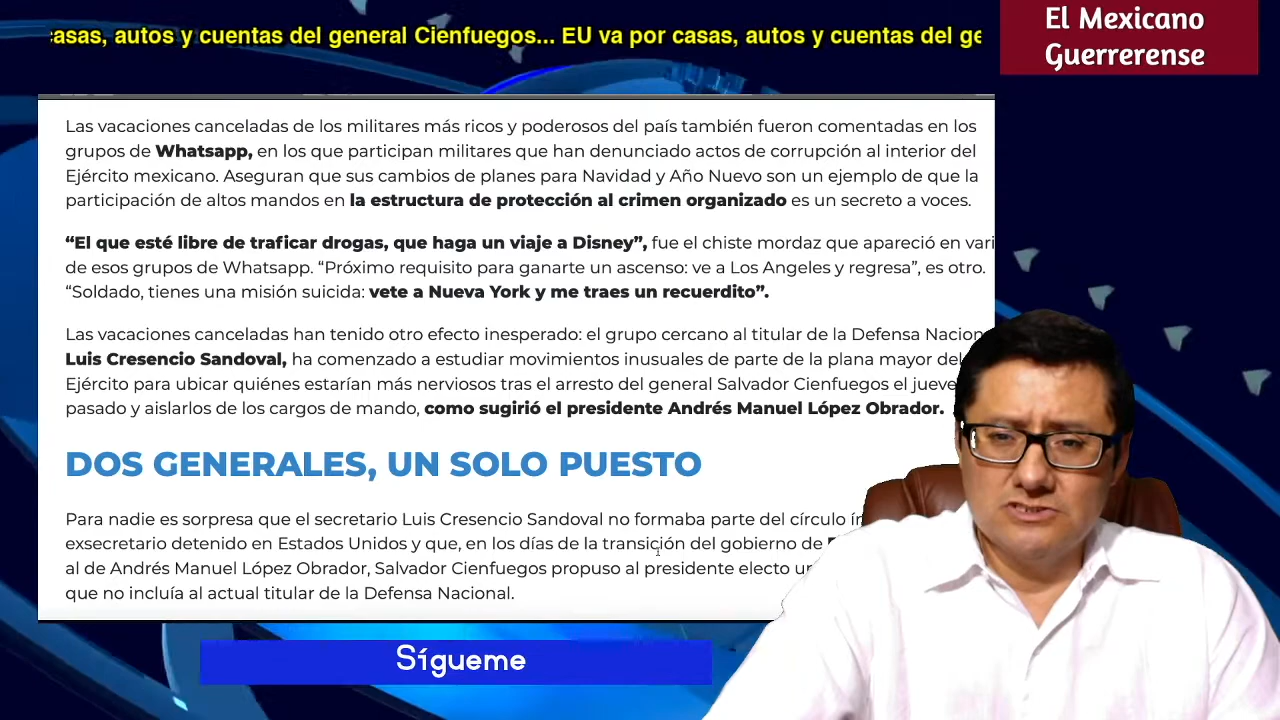 casas, autos y cuentas del general Cienfuegos... EU va por casas, autos y cuentas del
El Mexicano
Guerrerense
Las vacaciones canceladas de los militares más ricos y poderosos del país también fueron comentadas en los
grupos de Whatsapp, en los que participan militares que han denunciado actos de corrupción al interior del
Ejército mexicano. Aseguran que sus cambios de planes para Navidad y Año Nuevo son un ejemplo de que la
participación de altos mandos en la estructura de protección al crimen organizado es un secreto a voces.
“El que esté libre de traficar drogas, que haga un viaje a Disney”, fue el chiste mordaz que apareció en vari
de esos grupos de Whatsapp. “Próximo requisito para ganarte un ascenso: ve a Los Angeles y regresa”, es otro.
“Soldado, tienes una misión suicida: vete a Nueva York y me traes un recuerdito”.
Las vacaciones canceladas han tenido otro efecto inesperado: el grupo cercano al titular de la Defensa Nacion
Luis Cresencio Sandoval, ha comenzado a estudiar movimientos inusuales de parte de la plana mayor del
Ejército para ubicar quiénes estarían más nerviosos tras el arresto del general Salvador Cienfuegos el jueve
pasado y aislarlos de los cargos de mando, como sugirió el presidente Andrés Manuel López Obrador.
DOS GENERALES, UN SOLO PUESTO
Para nadie es sorpresa que el secretario Luis Cresencio Sandoval no formaba parte del círculo
exsecretario detenido en Estados Unidos y que, en los días de la transición del gobierno de
al de Andrés Manuel López Obrador, Salvador Cienfuegos propuso al presidente electo
que no incluía al actual titular de la Defensa Nacional.
Sígueme